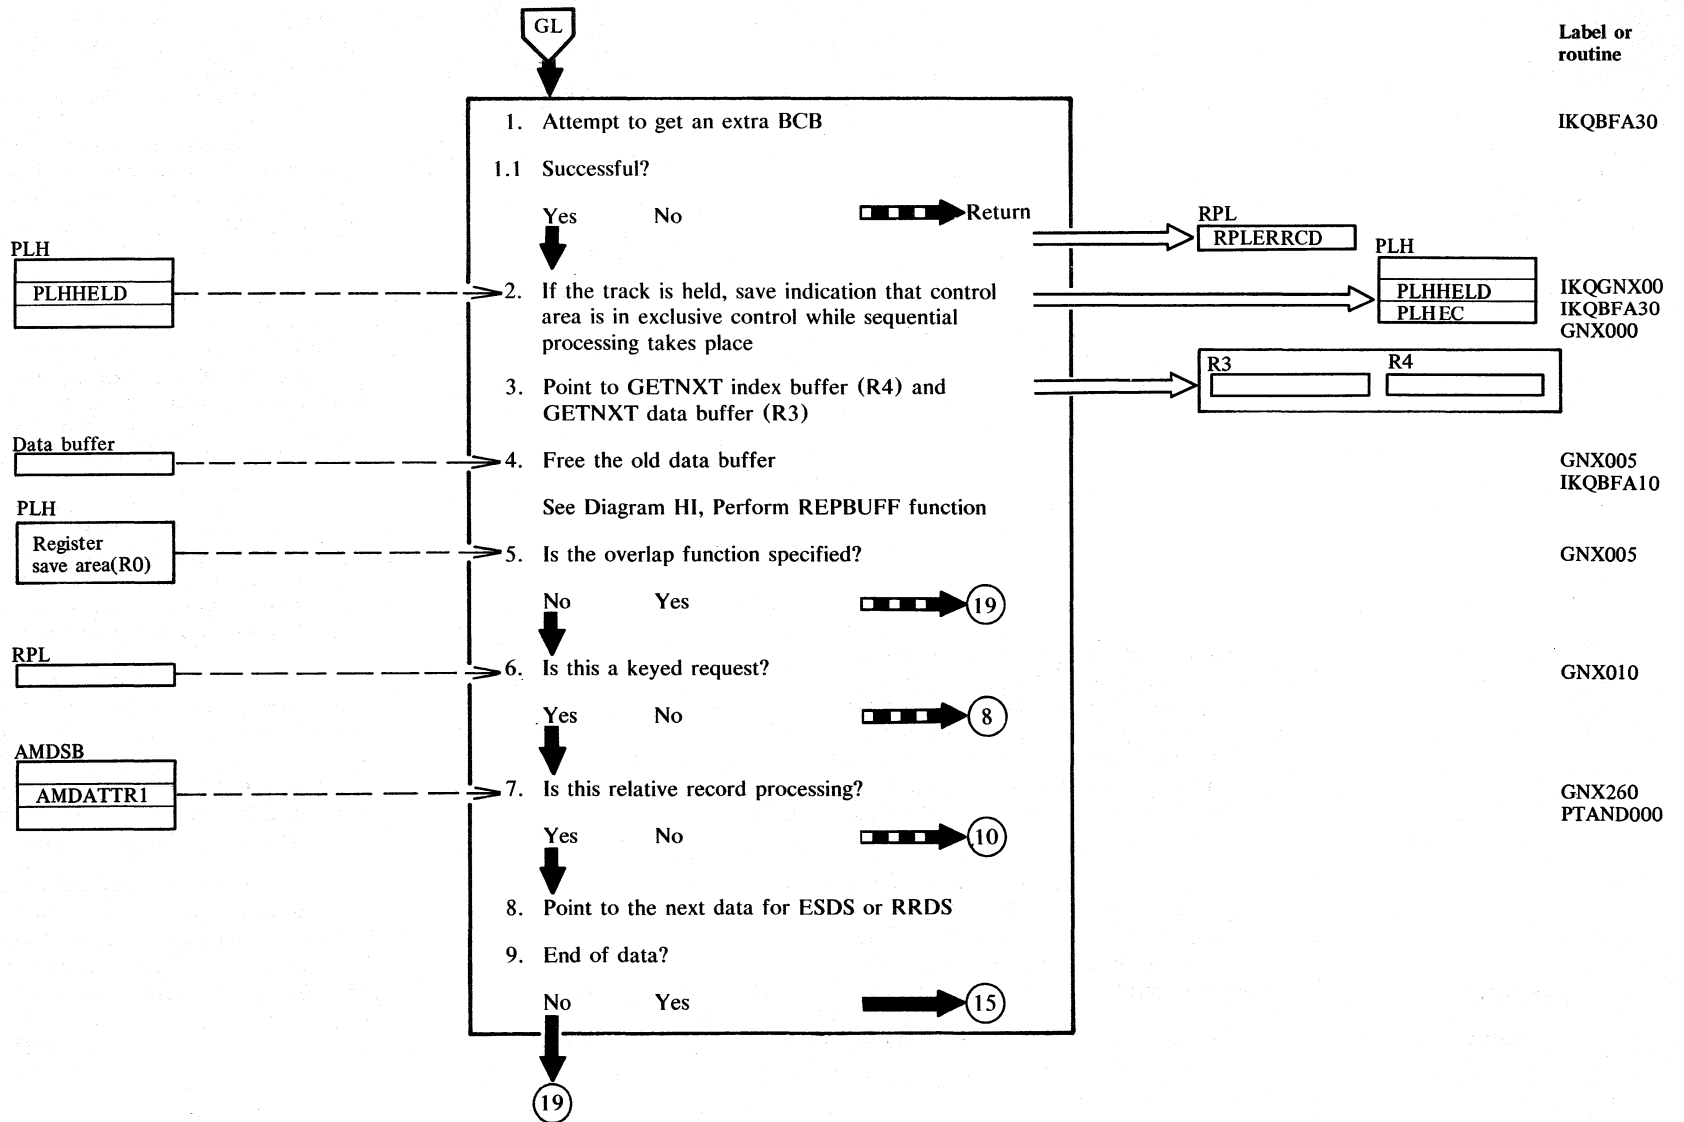 GL
Label or
routine
1. Attempt to get an extra BCB
IKQBFA30
1.1 Successful?
Yes No Return
RPL
RPLERRCD
PLH
PLHHELD
PLH
PLHHELD
PLHEC
2. If the track is held, save indication that control
area is in exclusive control while sequential
processing takes place
IKQGNX00
IKQBFA30
GNX000
3. Point to GETNXT index buffer (R4) and
GETNXT data buffer (R3)
R3 R4
Data buffer
4. Free the old data buffer
GNX005
IKQBFA10
See Diagram HI, Perform REPBUFF function
PLH
Register
save area(R0)
5. Is the overlap function specified?
GNX005
No Yes 19
RPL
6. Is this a keyed request?
GNX010
Yes No 8
AMDSB
AMDATTR1
7. Is this relative record processing?
GNX260
PTAND000
Yes No 10
8. Point to the next data for ESDS or RRDS
9. End of data?
No Yes 15
19